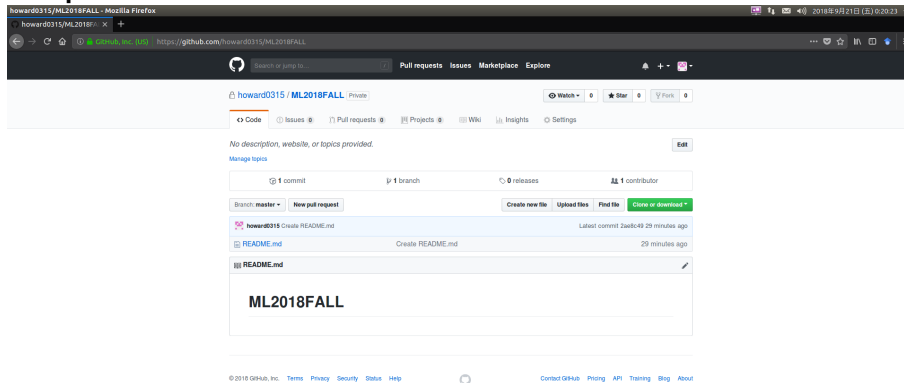 howard0315/ML2018FALL - Mozilla Firefox
2018年9月21日 (五) 0:20:23
howard0315/ML2018FA
GitHub, Inc. (US) https://github.com/howard0315/ML2018FALL
Search or jump to... Pull requests Issues Marketplace Explore
howard0315 / ML2018FALL Private
Watch 0 Star 0 Fork 0
Code Issues 0 Pull requests 0 Projects 0 Wiki Insights Settings
No description, website, or topics provided. Edit
Manage topics
1 commit 1 branch 0 releases 1 contributor
Branch: master New pull request Create new file Upload files Find file Clone or download
howard0315 Create README.md Latest commit 2ae8c49 29 minutes ago
README.md Create README.md 29 minutes ago
README.md
ML2018FALL
© 2018 GitHub, Inc. Terms Privacy Security Status Help Contact GitHub Pricing API Training Blog About